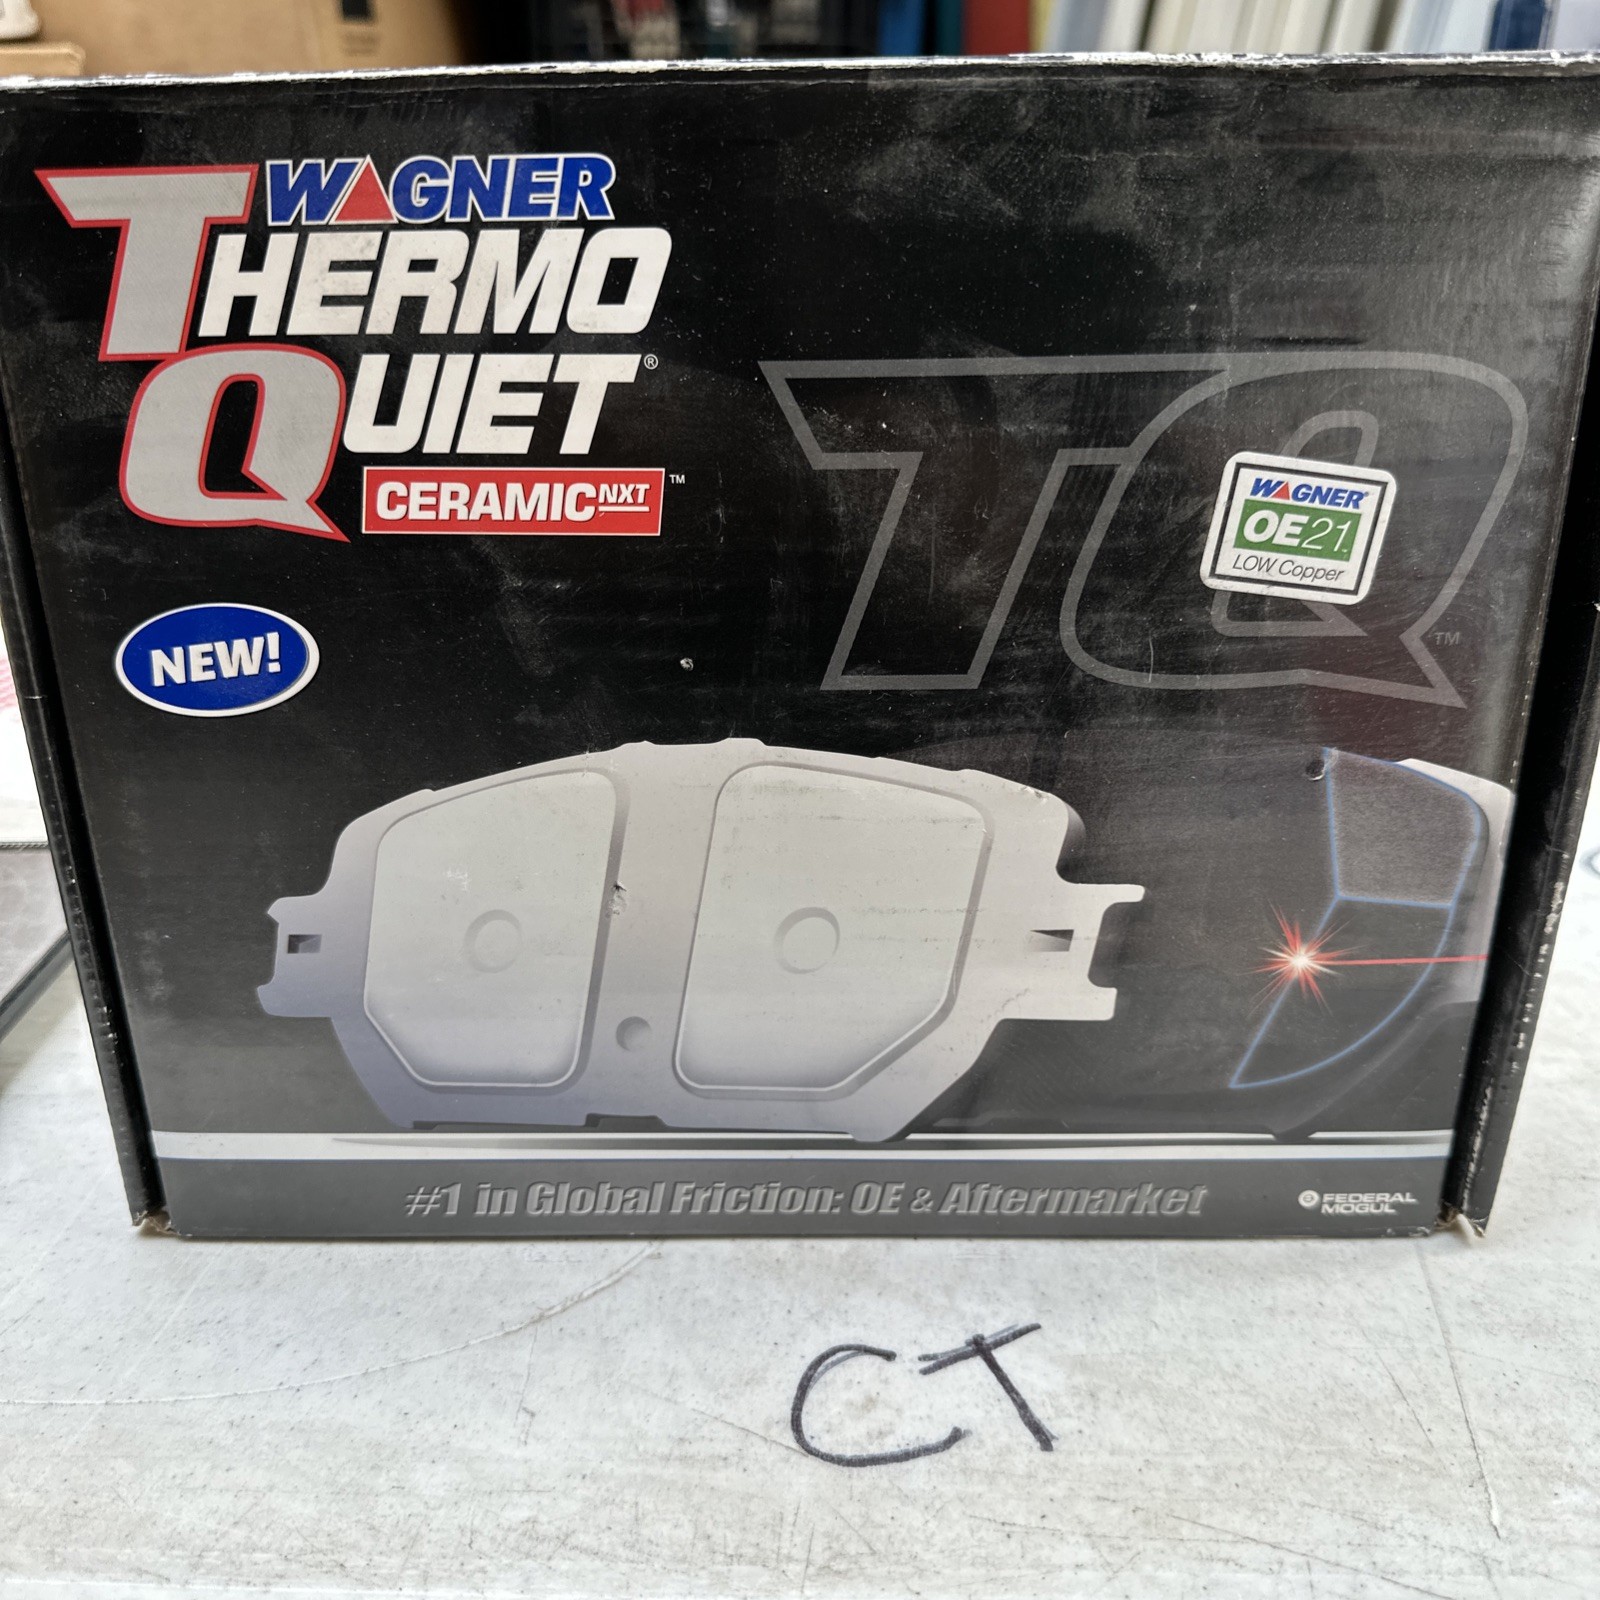 WAGNER
THERMO
QUIET®
CERAMIC NXT™
NEW!
TQ™
WAGNER®
OE21™
LOW Copper
#1 in Global Friction: OE & Aftermarket
FEDERAL
MOGUL
CT